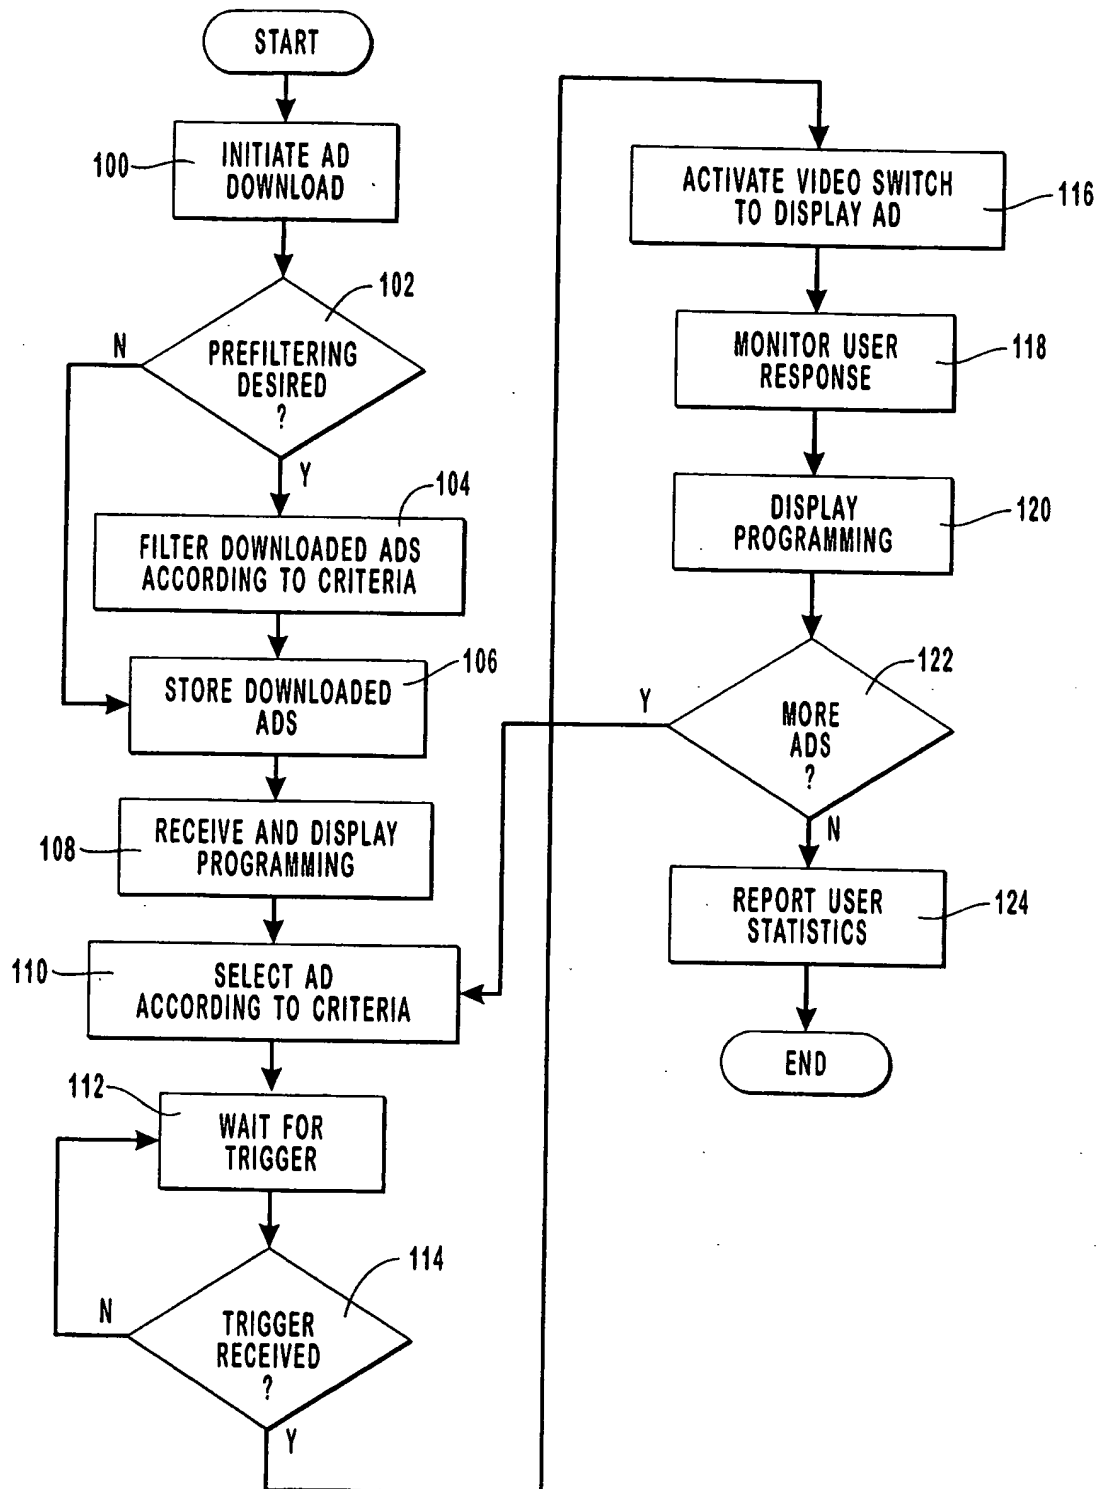 START
100
INITIATE AD
DOWNLOAD
102
N
PREFILTERING
DESIRED
?
Y
104
FILTER DOWNLOADED ADS
ACCORDING TO CRITERIA
106
STORE DOWNLOADED
ADS
108
RECEIVE AND DISPLAY
PROGRAMMING
110
SELECT AD
ACCORDING TO CRITERIA
112
WAIT FOR
TRIGGER
114
N
TRIGGER
RECEIVED
?
Y
ACTIVATE VIDEO SWITCH
TO DISPLAY AD
116
MONITOR USER
RESPONSE
118
DISPLAY
PROGRAMMING
120
122
Y
MORE
ADS
?
N
REPORT USER
STATISTICS
124
END